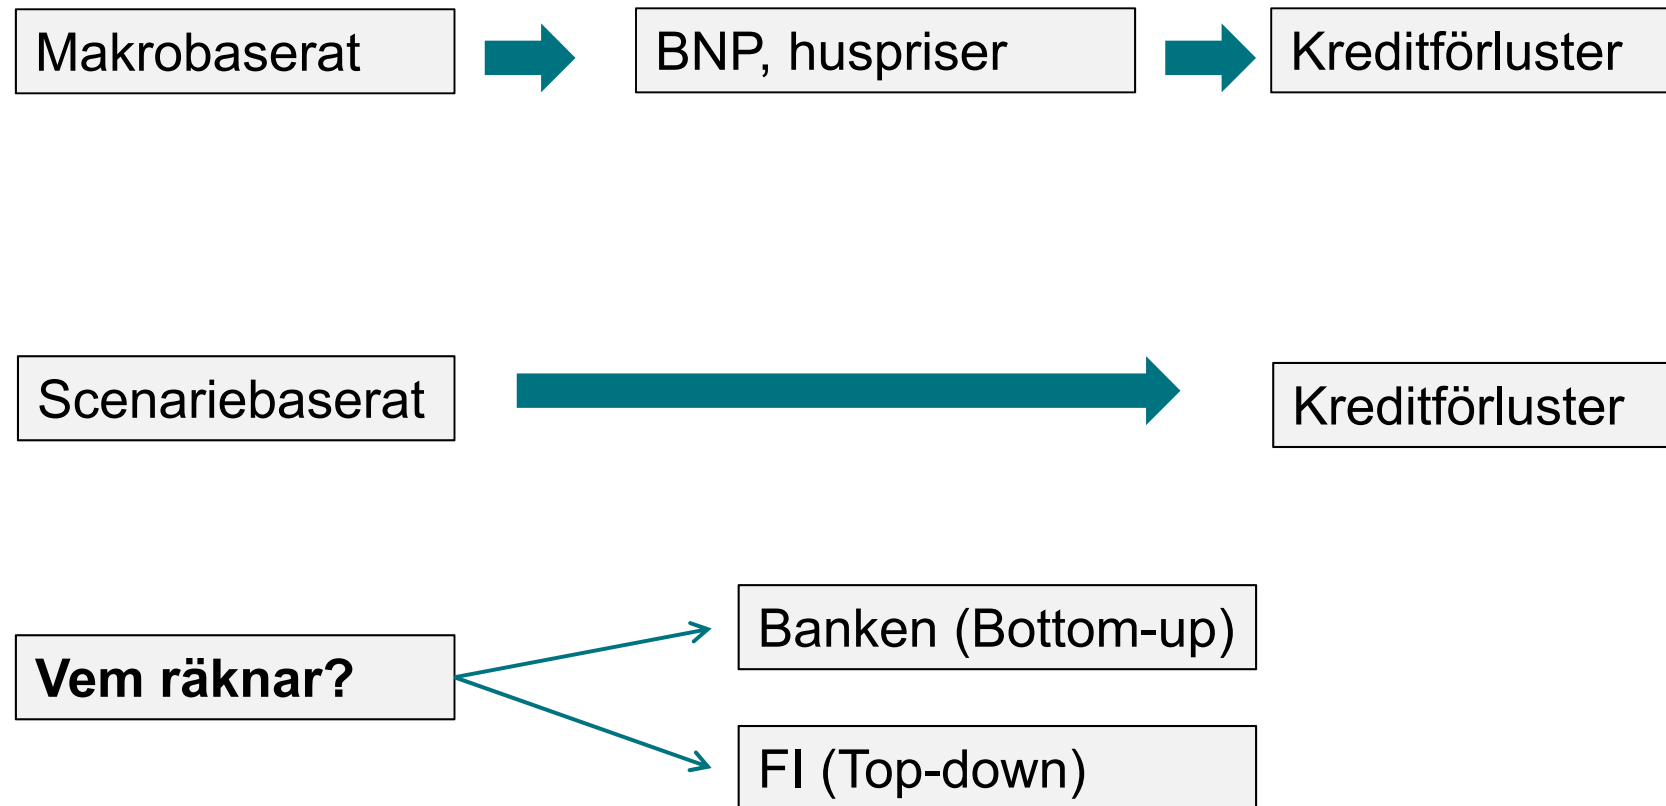 Makrobaserat
BNP, huspriser
Kreditförluster
Scenariebaserat
Kreditförluster
Vem räknar?
Banken (Bottom-up)
FI (Top-down)